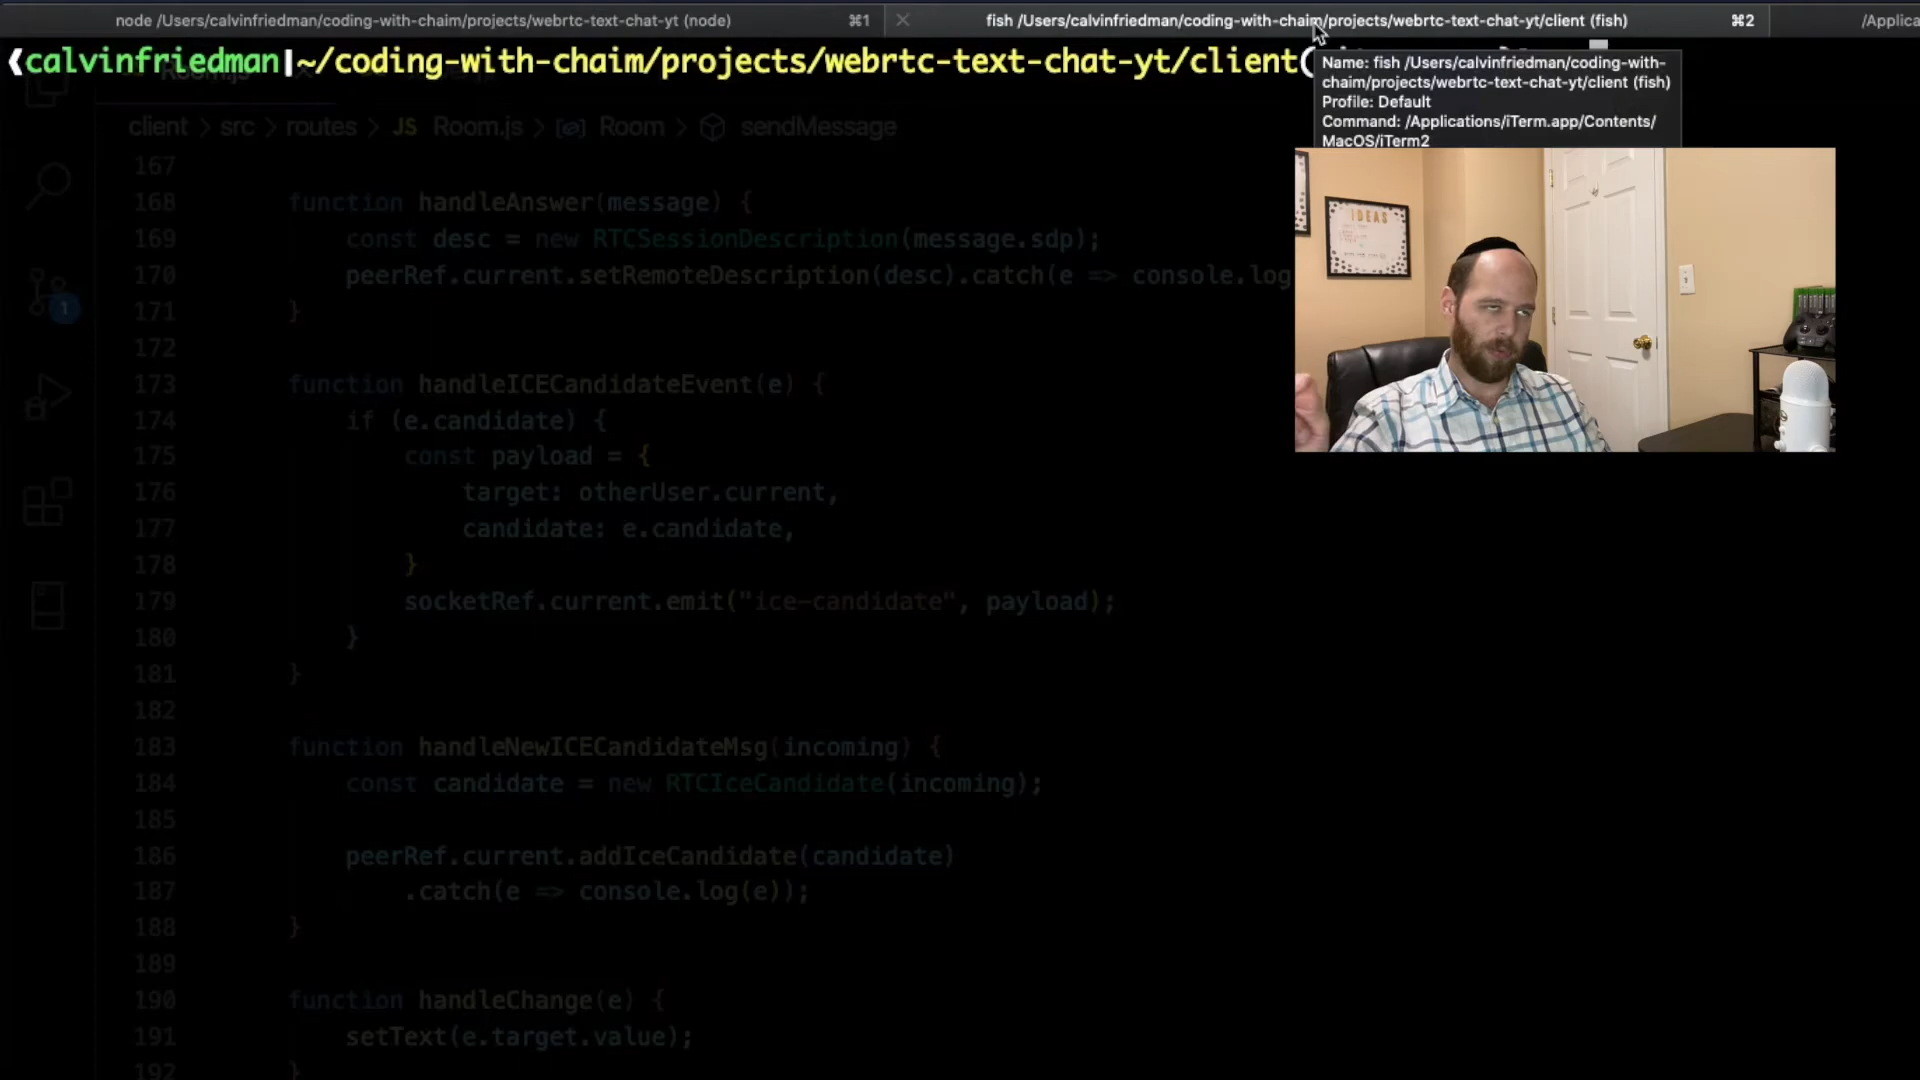 node /Users/calvinfriedman/coding-with-chaim/projects/webrtc-text-chat-yt (node) ⌘1
fish /Users/calvinfriedman/coding-with-chaim/projects/webrtc-text-chat-yt/client (fish) ⌘2
/Applica
calvinfriedman|~/coding-with-chaim/projects/webrtc-text-chat-yt/client(
Name: fish /Users/calvinfriedman/coding-with-
chaim/projects/webrtc-text-chat-yt/client (fish)
Profile: Default
Command: /Applications/iTerm.app/Contents/
MacOS/iTerm2
client > src > routes > JS Room.js > Room > sendMessage
167
168 function handleAnswer(message) {
169 const desc = new RTCSessionDescription(message.sdp);
170 peerRef.current.setRemoteDescription(desc).catch(e => console.log
171 }
172
173 function handleICECandidateEvent(e) {
174 if (e.candidate) {
175 const payload = {
176 target: otherUser.current,
177 candidate: e.candidate,
178 }
179 socketRef.current.emit("ice-candidate", payload);
180 }
181 }
182
183 function handleNewICECandidateMsg(incoming) {
184 const candidate = new RTCIceCandidate(incoming);
185
186 peerRef.current.addIceCandidate(candidate)
187 .catch(e => console.log(e));
188 }
189
190 function handleChange(e) {
191 setText(e.target.value);
192 }
1
IDEAS